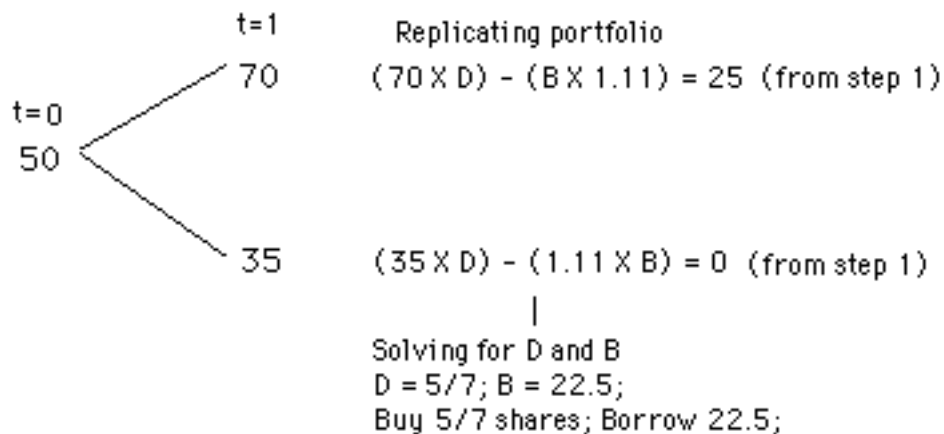 t=1
Replicating portfolio
70 (70 X D) - (B X 1.11) = 25 (from step 1)
t=0
50
35 (35 X D) - (1.11 X B) = 0 (from step 1)
Solving for D and B
D = 5/7; B = 22.5;
Buy 5/7 shares; Borrow 22.5;